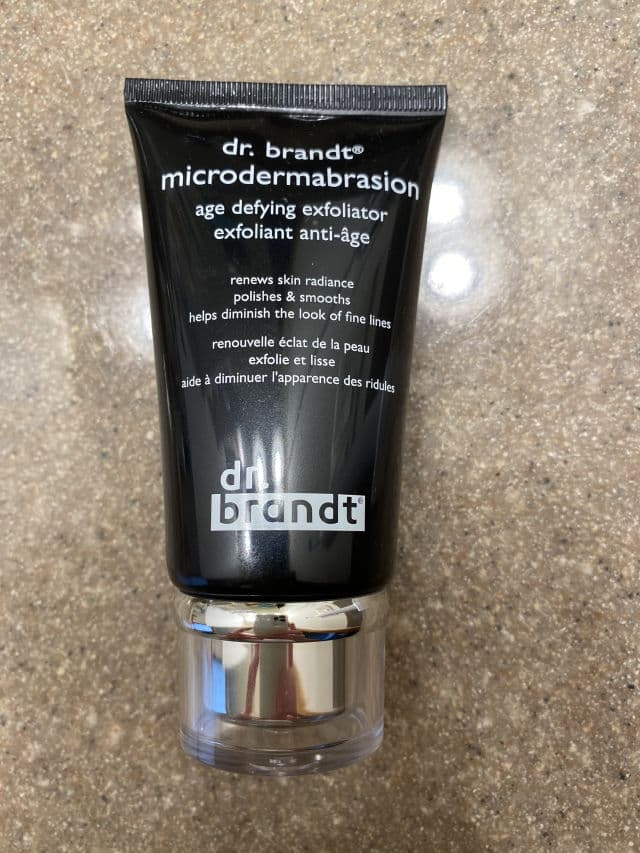 dr. brandt®
microdermabrasion
age defying exfoliator
exfoliant anti-âge
renews skin radiance
polishes & smooths
helps diminish the look of fine lines
renouvelle éclat de la peau
exfolie et lisse
aide à diminuer l'apparence des ridules
dr.
brandt®